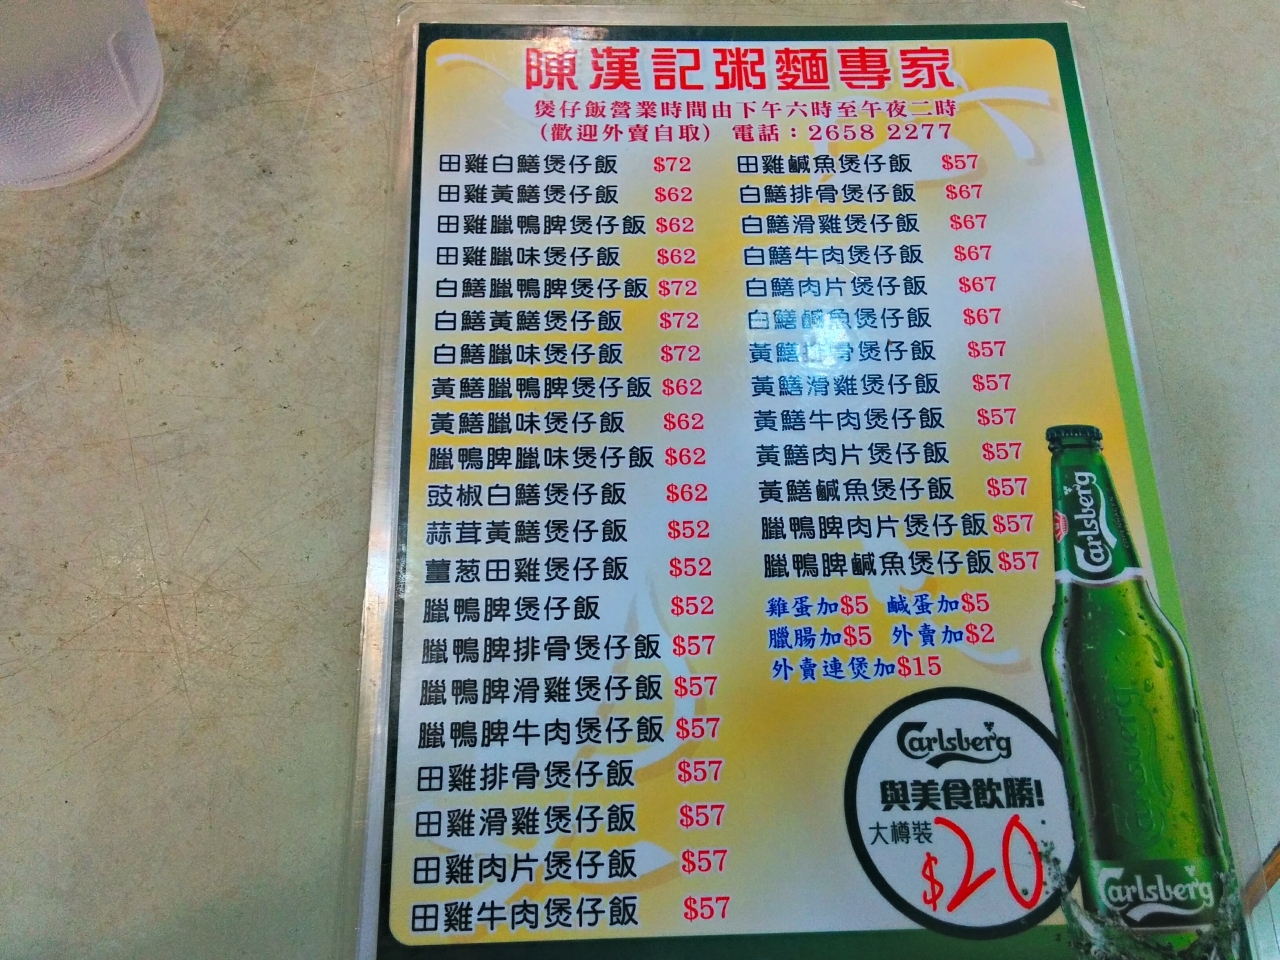 陳漢記粥麵專家
煲仔飯營業時間由下午六時至午夜二時
(歡迎外賣自取) 電話：2658 2277
田雞白鱔煲仔飯 $72
田雞黃鱔煲仔飯 $62
田雞臘鴨脾煲仔飯 $62
田雞臘味煲仔飯 $62
白鱔臘鴨脾煲仔飯 $72
白鱔黃鱔煲仔飯 $72
白鱔臘味煲仔飯 $72
黃鱔臘鴨脾煲仔飯 $62
黃鱔臘味煲仔飯 $62
臘鴨脾臘味煲仔飯 $62
豉椒白鱔煲仔飯 $62
蒜茸黃鱔煲仔飯 $52
薑葱田雞煲仔飯 $52
臘鴨脾煲仔飯 $52
臘鴨脾排骨煲仔飯 $57
臘鴨脾滑雞煲仔飯 $57
臘鴨脾牛肉煲仔飯 $57
田雞排骨煲仔飯 $57
田雞滑雞煲仔飯 $57
田雞肉片煲仔飯 $57
田雞牛肉煲仔飯 $57
田雞鹹魚煲仔飯 $57
白鱔排骨煲仔飯 $67
白鱔滑雞煲仔飯 $67
白鱔牛肉煲仔飯 $67
白鱔肉片煲仔飯 $67
白鱔鹹魚煲仔飯 $67
黃鱔排骨煲仔飯 $57
黃鱔滑雞煲仔飯 $57
黃鱔牛肉煲仔飯 $57
黃鱔肉片煲仔飯 $57
黃鱔鹹魚煲仔飯 $57
臘鴨脾肉片煲仔飯 $57
臘鴨脾鹹魚煲仔飯 $57
雞蛋加$5 鹹蛋加$5
臘腸加$5 外賣加$2
外賣連煲加$15
Carlsberg
與美食飲勝!
大樽裝
$20
Carlsberg
Carlsberg
Carlsberg